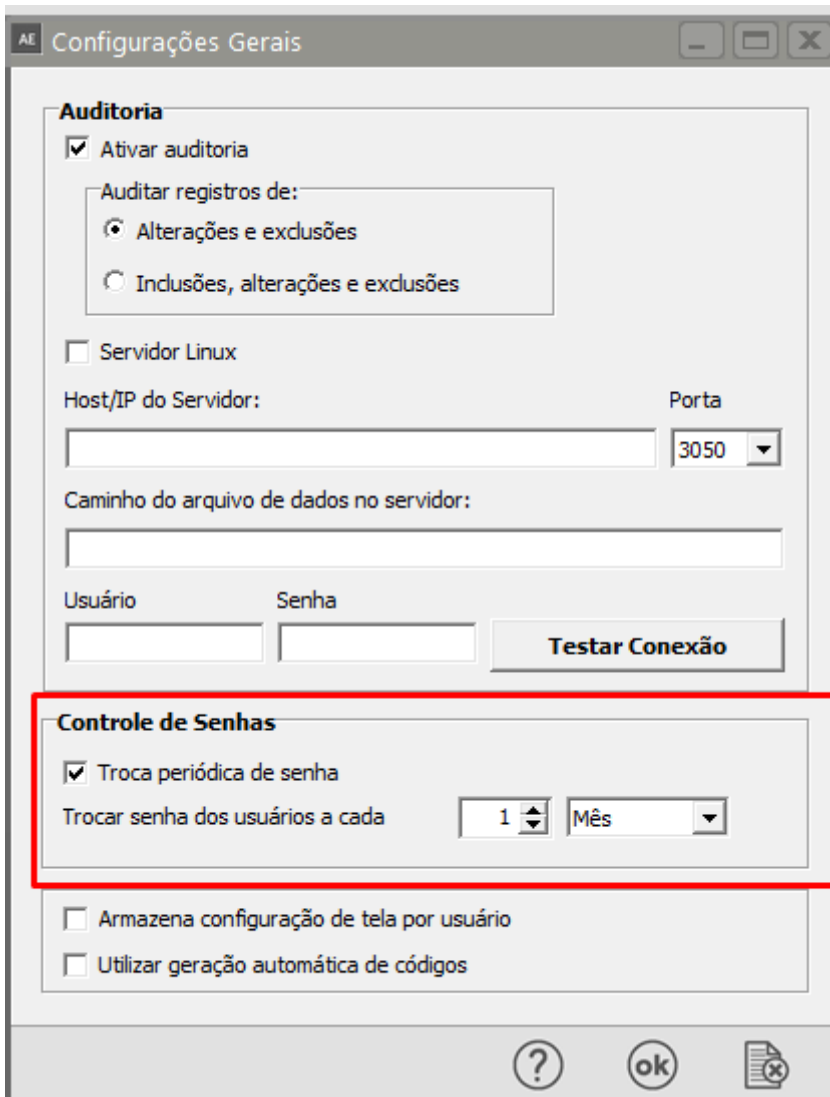 AE Configurações Gerais
Auditoria
Ativar auditoria
Auditar registros de:
Alterações e exclusões
Inclusões, alterações e exclusões
Servidor Linux
Host/IP do Servidor: Porta
3050
Caminho do arquivo de dados no servidor:
Usuário Senha
Testar Conexão
Controle de Senhas
Troca periódica de senha
Trocar senha dos usuários a cada 1 Mês
Armazena configuração de tela por usuário
Utilizar geração automática de códigos
? ok